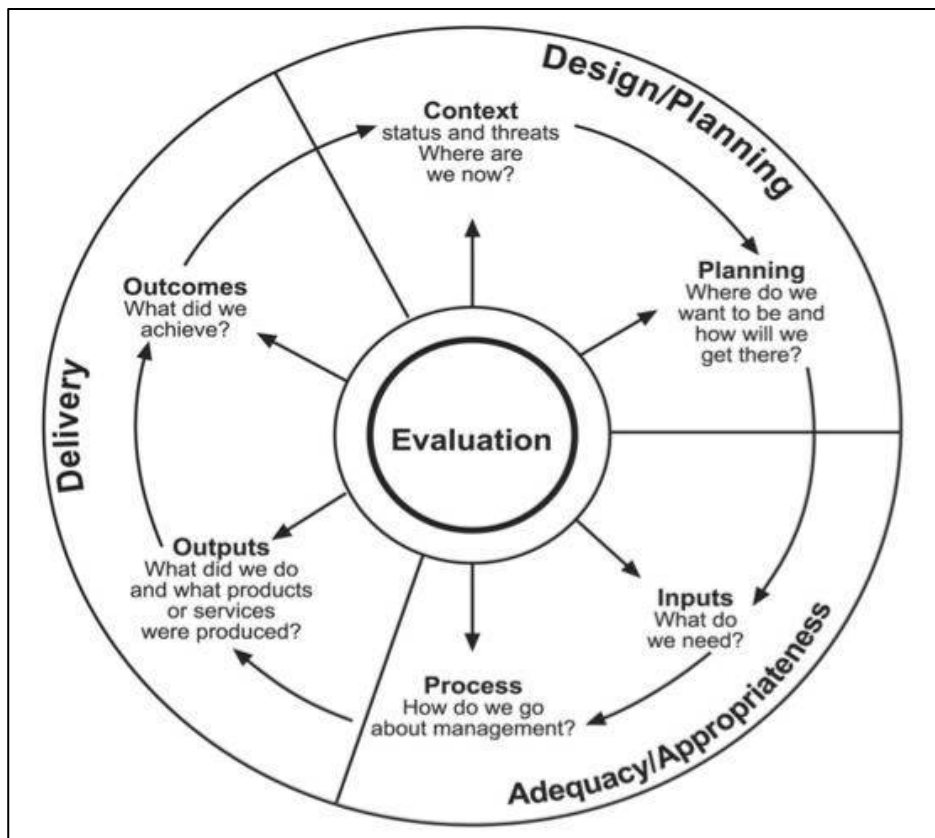 Design/Planning
Context
status and threats
Where are
we now?
Planning
Where do we
want to be and
how will we
get there?
Outcomes
What did we
achieve?
Delivery
Evaluation
Outputs
What did we do
and what products
or services
were produced?
Inputs
What do
we need?
Process
How do we go
about management?
Adequacy/Appropriateness